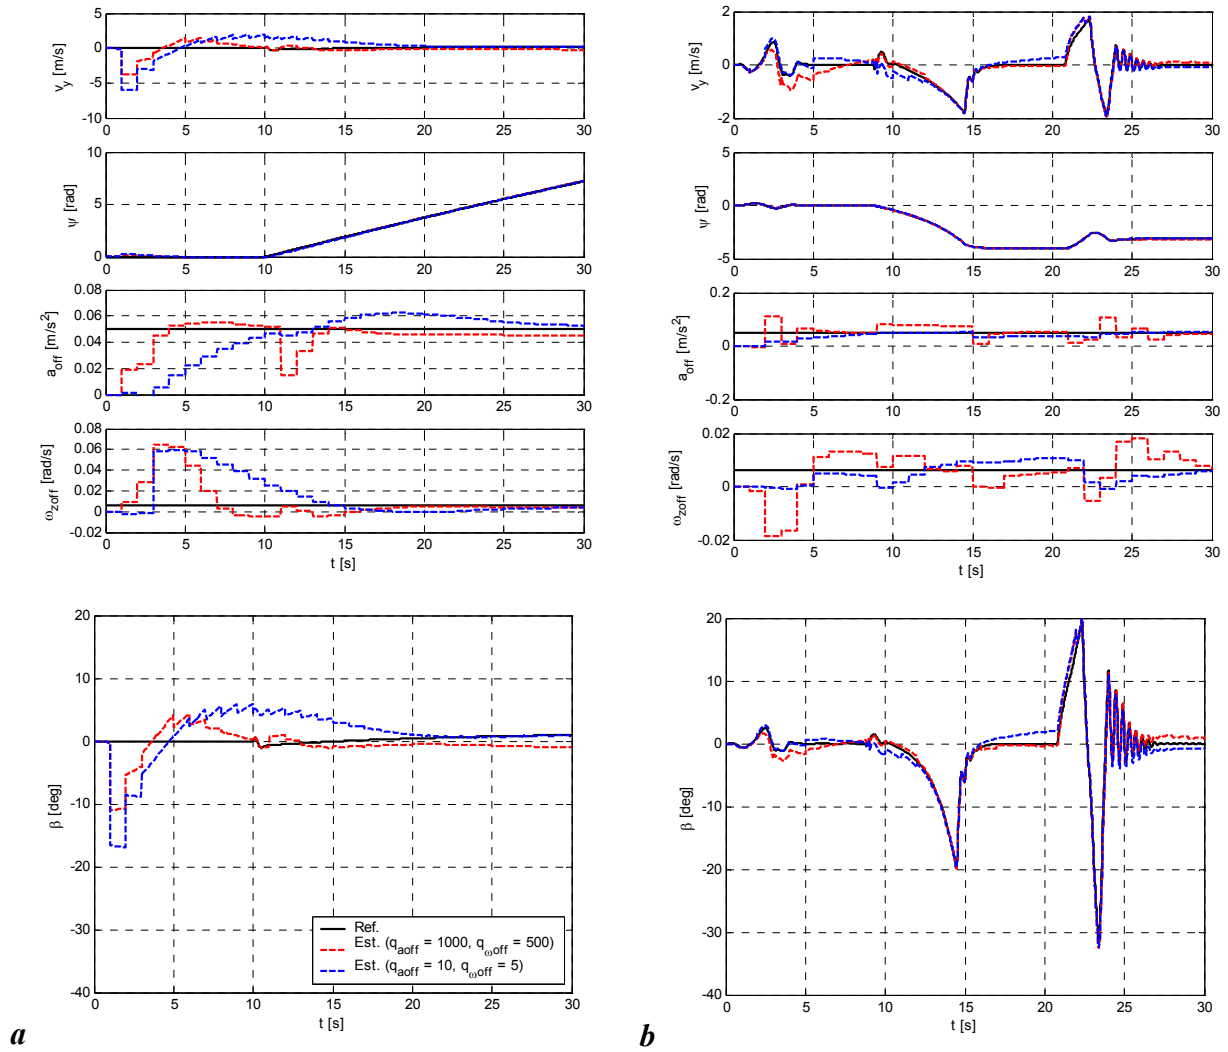 5
0
-5
-10
v_y [m/s]
0 5 10 15 20 25 30
10
5
0
ψ [rad]
0 5 10 15 20 25 30
0.08
0.06
0.04
0.02
0
a_off [m/s²]
0 5 10 15 20 25 30
0.08
0.06
0.04
0.02
0
-0.02
ω_zoff [rad/s]
0 5 10 15 20 25 30
t [s]
20
10
0
-10
-20
-30
-40
β [deg]
Ref.
Est. (q_aoff = 1000, q_ωoff = 500)
Est. (q_aoff = 10, q_ωoff = 5)
0 5 10 15 20 25 30
t [s]
a
2
0
-2
v_y [m/s]
0 5 10 15 20 25 30
5
0
-5
ψ [rad]
0 5 10 15 20 25 30
0.2
0
-0.2
a_off [m/s²]
0 5 10 15 20 25 30
0.02
0
-0.02
ω_zoff [rad/s]
0 5 10 15 20 25 30
t [s]
20
10
0
-10
-20
-30
-40
β [deg]
0 5 10 15 20 25 30
t [s]
b